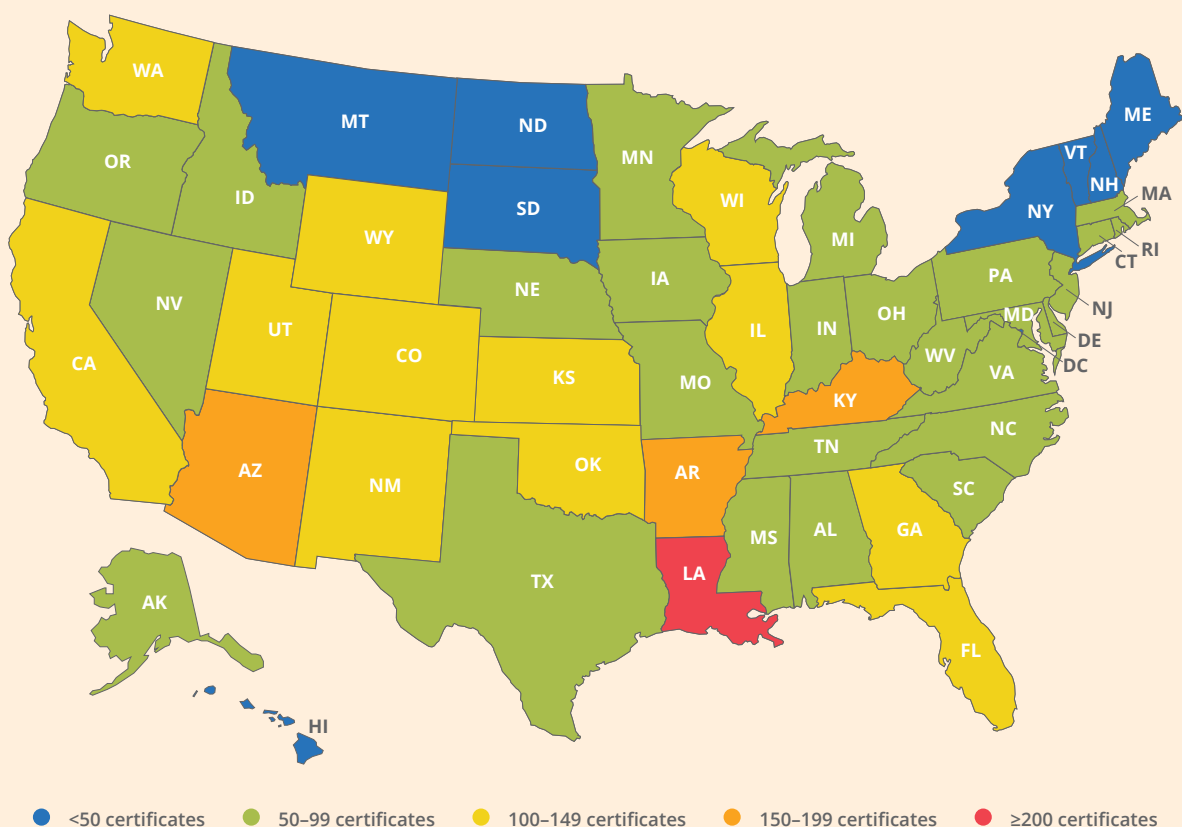 WA
MT
ND
ME
OR
MN
VT
ID
NH
SD
WI
NY
MA
WY
MI
RI
CT
IA
PA
NE
NV
NJ
OH
MD
UT
IL
IN
DE
CO
WV
DC
CA
KS
MO
VA
KY
NC
TN
OK
AZ
AR
NM
SC
AL
GA
MS
LA
TX
AK
FL
HI
<50 certificates
50–99 certificates
100–149 certificates
150–199 certificates
≥200 certificates